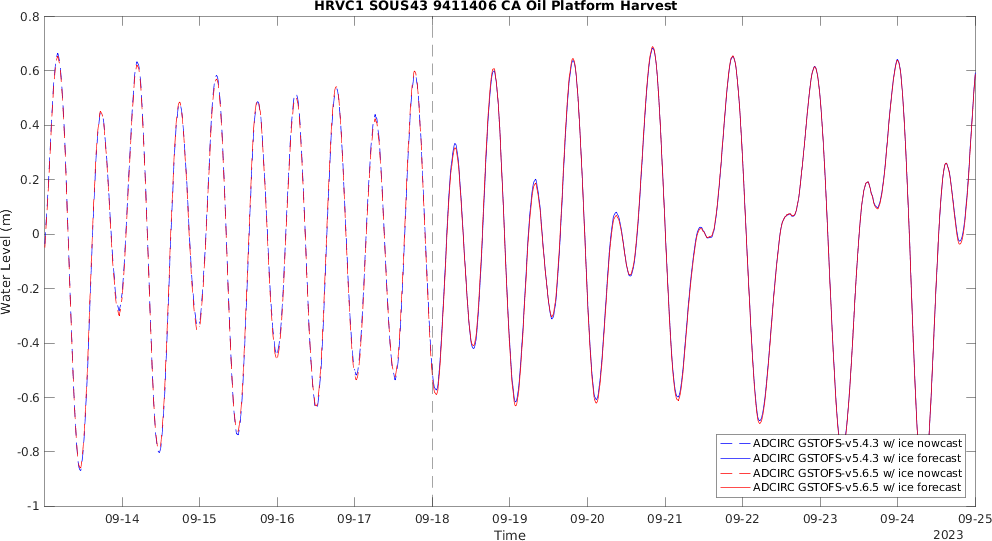 HRVC1 SOUS43 9411406 CA Oil Platform Harvest
0.8
0.6
0.4
0.2
0
-0.2
-0.4
-0.6
-0.8
-1
Water Level (m)
ADCIRC GSTOFS-v5.4.3 w/ ice nowcast
ADCIRC GSTOFS-v5.4.3 w/ ice forecast
ADCIRC GSTOFS-v5.6.5 w/ ice nowcast
ADCIRC GSTOFS-v5.6.5 w/ ice forecast
09-14 09-15 09-16 09-17 09-18 09-19 09-20 09-21 09-22 09-23 09-24 09-25
Time
2023